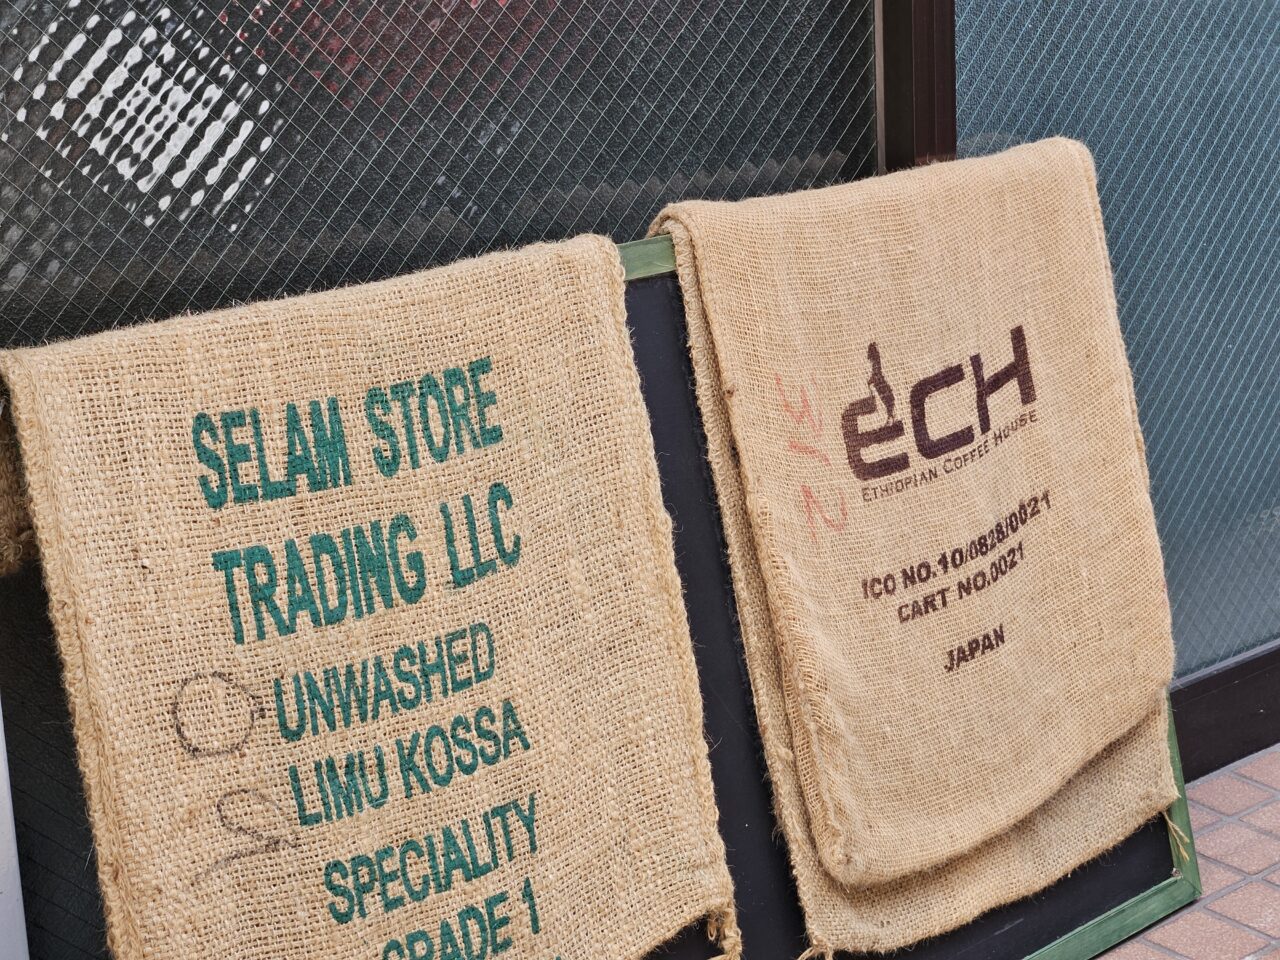 SELAM STORE
TRADING LLC
UNWASHED
LIMU KOSSA
SPECIALITY
GRADE 1
ECH
ETHIOPIAN COFFEE HOUSE
ICO NO.10/0828/0021
CART NO.0021
JAPAN